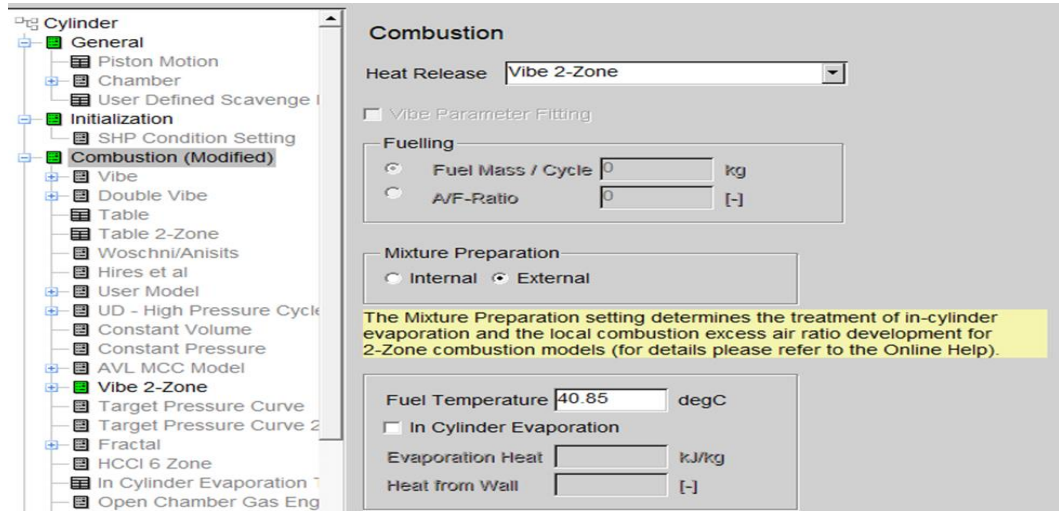 Cylinder
General
Piston Motion
Chamber
User Defined Scavenge
Initialization
SHP Condition Setting
Combustion (Modified)
Vibe
Double Vibe
Table
Table 2-Zone
Woschni/Anisits
Hires et al
User Model
UD - High Pressure Cycle
Constant Volume
Constant Pressure
AVL MCC Model
Vibe 2-Zone
Target Pressure Curve
Target Pressure Curve 2
Fractal
HCCI 6 Zone
In Cylinder Evaporation
Open Chamber Gas Eng
Combustion
Heat Release Vibe 2-Zone
Vibe Parameter Fitting
Fuelling
Fuel Mass / Cycle 0 kg
A/F-Ratio 0 [-]
Mixture Preparation
Internal External
The Mixture Preparation setting determines the treatment of in-cylinder
evaporation and the local combustion excess air ratio development for
2-Zone combustion models (for details please refer to the Online Help).
Fuel Temperature 40.85 degC
In Cylinder Evaporation
Evaporation Heat kJ/kg
Heat from Wall [-]